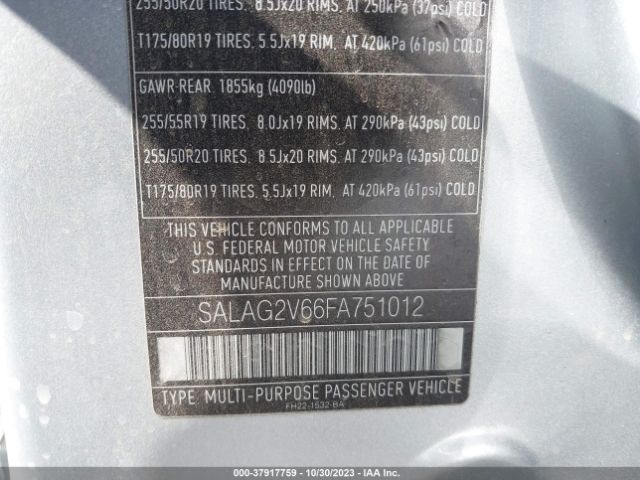 255/50R20 TIRES. 8.5Jx20 RIMS. AT 250kPa (37psi) COLD
T175/80R19 TIRES. 5.5Jx19 RIM. AT 420kPa (61psi) COLD
GAWR-REAR. 1855kg (4090lb)
255/55R19 TIRES. 8.0Jx19 RIMS. AT 290kPa (43psi) COLD
255/50R20 TIRES. 8.5Jx20 RIMS. AT 290kPa (43psi) COLD
T175/80R19 TIRES. 5.5Jx19 RIM. AT 420kPa (61psi) COLD
THIS VEHICLE CONFORMS TO ALL APPLICABLE
U.S. FEDERAL MOTOR VEHICLE SAFETY
STANDARDS IN EFFECT ON THE DATE OF
MANUFACTURE SHOWN ABOVE
SALAG2V66FA751012
TYPE. MULTI-PURPOSE PASSENGER VEHICLE
FH22-1532-BA
000-37917759 - 10/30/2023 - IAA Inc.